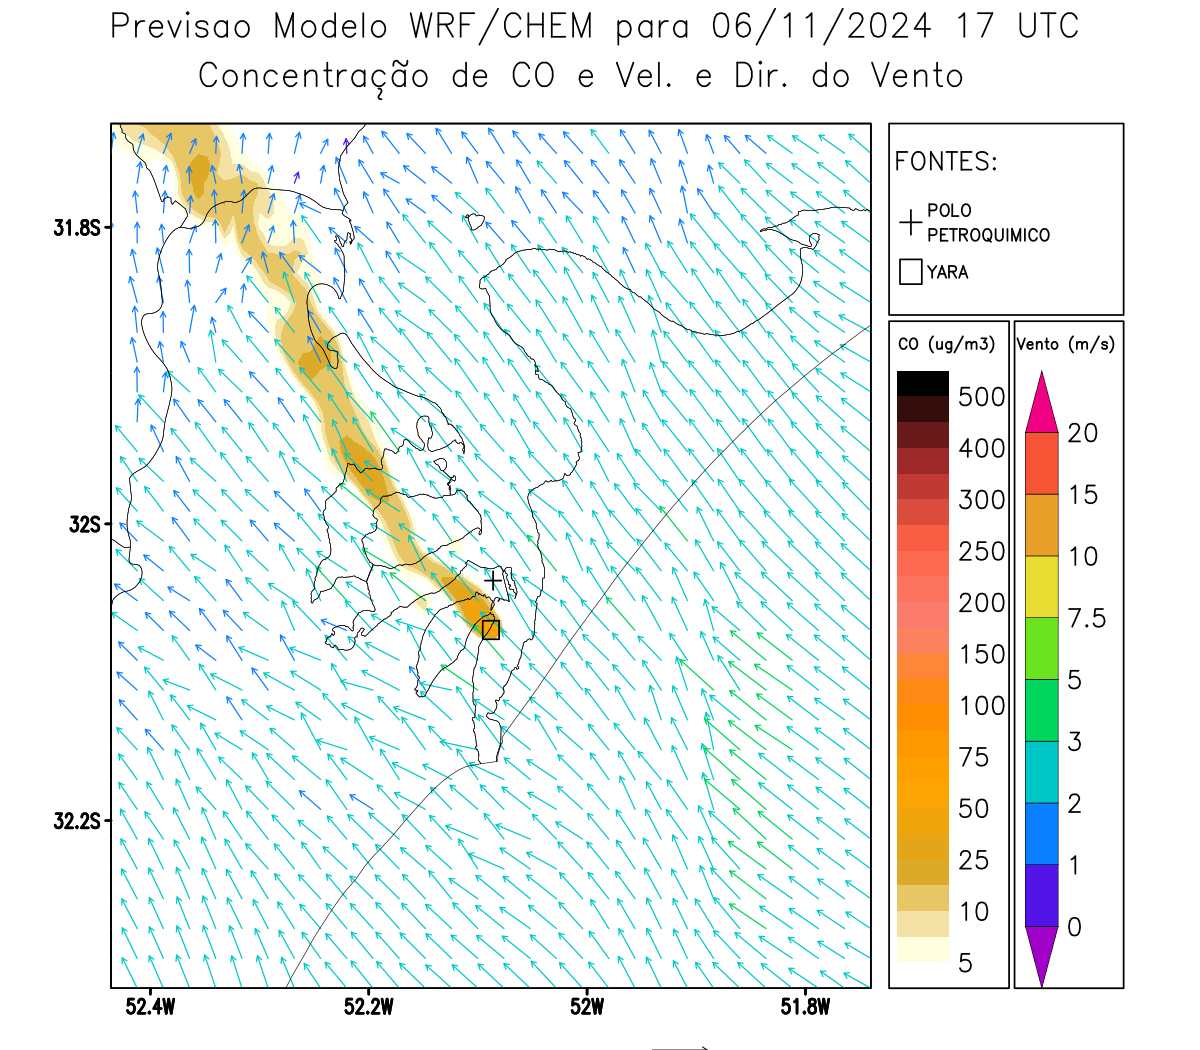 Previsao Modelo WRF/CHEM para 06/11/2024 17 UTC
Concentração de CO e Vel. e Dir. do Vento
FONTES:
POLO
PETROQUIMICO
YARA
CO (ug/m3)
500
400
300
250
200
150
100
75
50
25
10
5
Vento (m/s)
20
15
10
7.5
5
3
2
1
0
31.8S
32S
32.2S
52.4W 52.2W 52W 51.8W